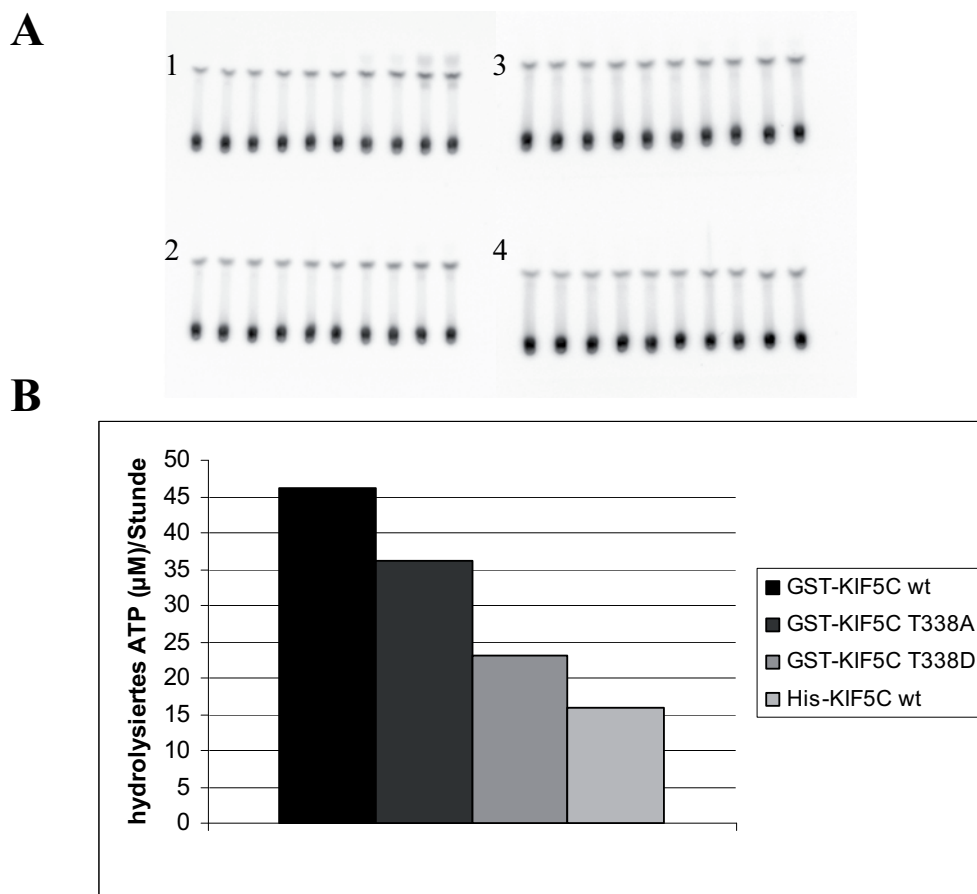 A
1
3
2
4
B
hydrolysiertes ATP (µM)/Stunde
50
45
40
35
30
25
20
15
10
5
0
GST-KIF5C wt
GST-KIF5C T338A
GST-KIF5C T338D
His-KIF5C wt